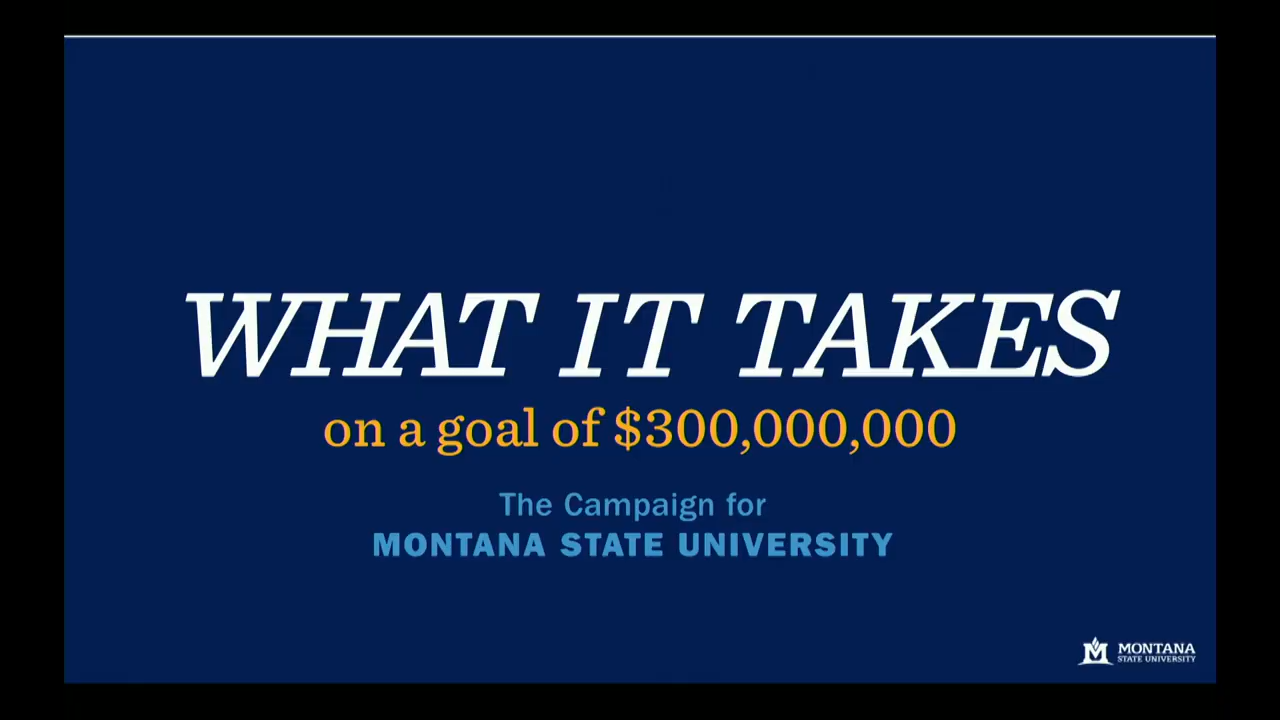 WHAT IT TAKES
on a goal of $300,000,000
The Campaign for
MONTANA STATE UNIVERSITY
M MONTANA
STATE UNIVERSITY